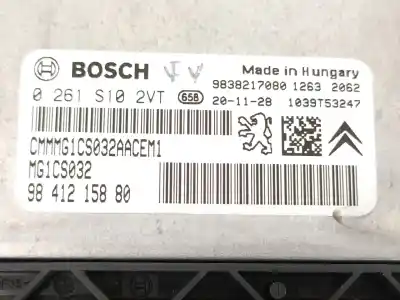 BOSCH
Made in Hungary
9838217080 1263 2062
0 261 S10 2VT 65B 20-11-28 1039T53247
CMMMG1CS032AACEM1
MG1CS032
98 412 158 80